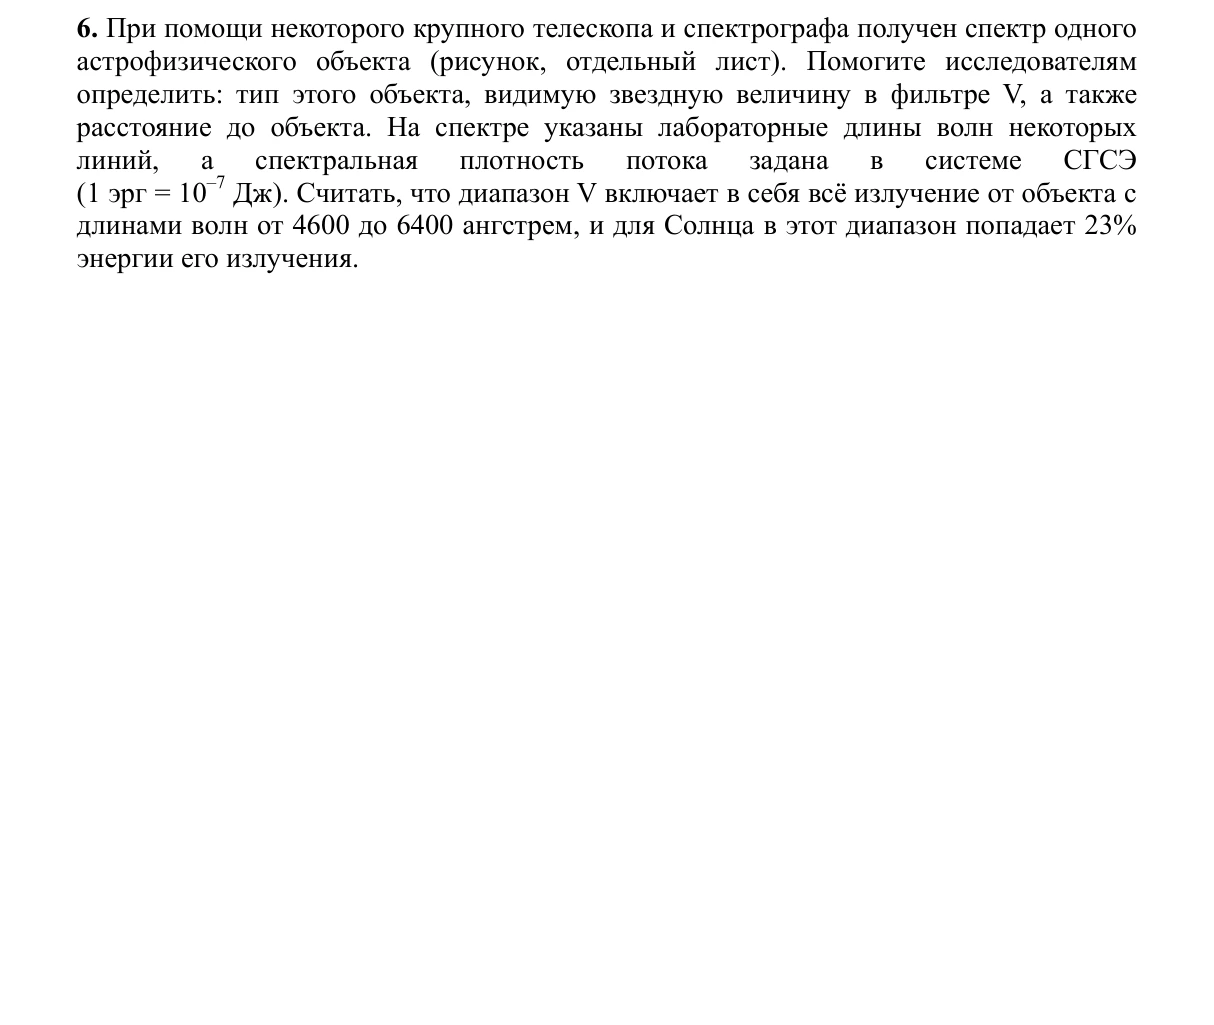 6. При помощи некоторого крупного телескопа и спектрографа получен спектр одного
астрофизического объекта (рисунок, отдельный лист). Помогите исследователям
определить: тип этого объекта, видимую звездную величину в фильтре V, а также
расстояние до объекта. На спектре указаны лабораторные длины волн некоторых
линий, а спектральная плотность потока задана в системе СГСЭ
(1 эрг = 10⁻⁷ Дж). Считать, что диапазон V включает в себя всё излучение от объекта с
длинами волн от 4600 до 6400 ангстрем, и для Солнца в этот диапазон попадает 23%
энергии его излучения.